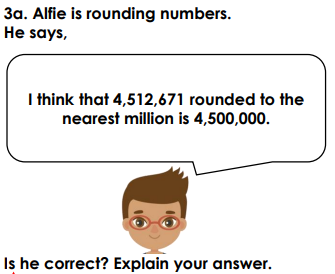 3a. Alfie is rounding numbers.
He says,
I think that 4,512,671 rounded to the
nearest million is 4,500,000.
Is he correct? Explain your answer.